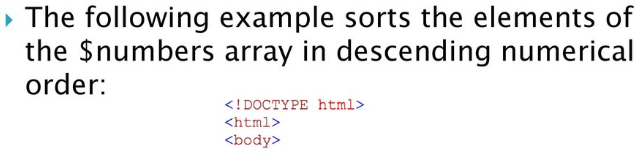 The following example sorts the elements of
the $numbers array in descending numerical
order:
<!DOCTYPE html>
<html>
<body>